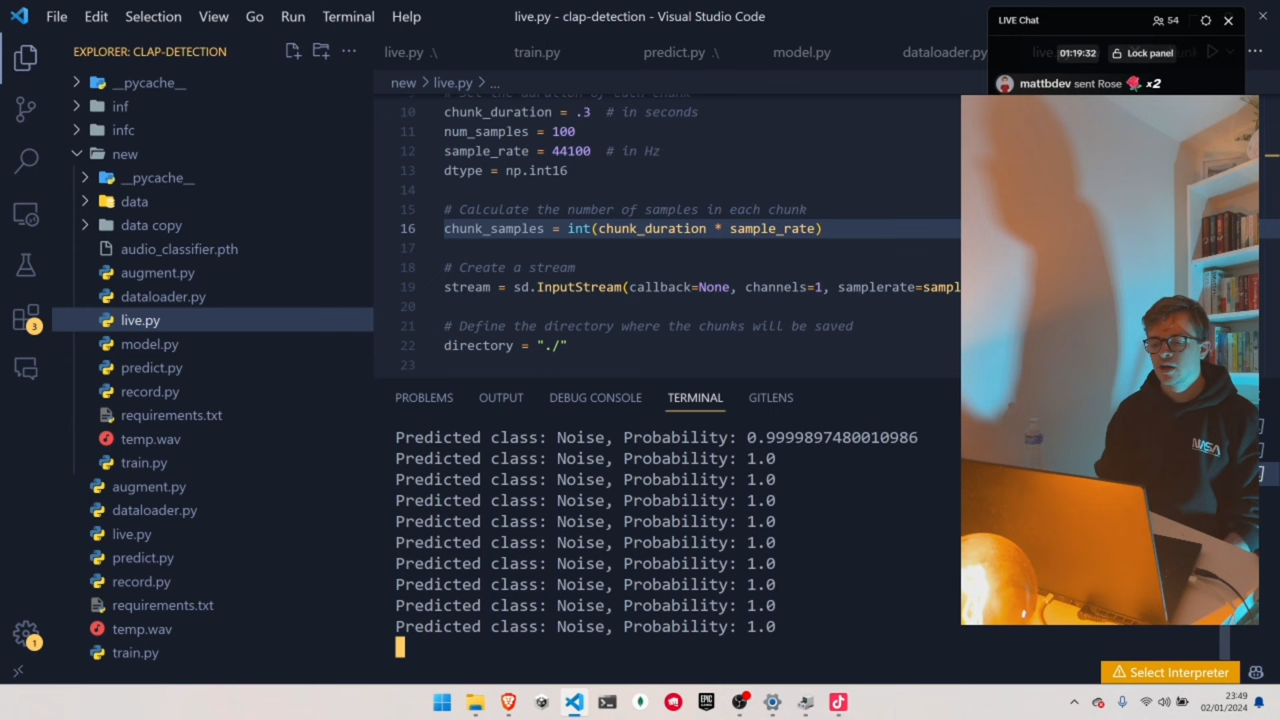 File Edit Selection View Go Run Terminal Help
live.py - clap-detection - Visual Studio Code
LIVE Chat
54
01:19:32
Lock panel
mattbdev sent Rose x2
EXPLORER: CLAP-DETECTION
live.py .\
train.py
predict.py .\
model.py
dataloader.py
new > live.py > ...
__pycache__
inf
infc
new
__pycache__
data
data copy
audio_classifier.pth
augment.py
dataloader.py
live.py
model.py
predict.py
record.py
requirements.txt
temp.wav
train.py
augment.py
dataloader.py
live.py
predict.py
record.py
requirements.txt
temp.wav
train.py
3
1
10 chunk_duration = .3 # in seconds
11 num_samples = 100
12 sample_rate = 44100 # in Hz
13 dtype = np.int16
14
15 # Calculate the number of samples in each chunk
16 chunk_samples = int(chunk_duration * sample_rate)
17
18 # Create a stream
19 stream = sd.InputStream(callback=None, channels=1, samplerate=sampl
20
21 # Define the directory where the chunks will be saved
22 directory = "./"
23
PROBLEMS OUTPUT DEBUG CONSOLE TERMINAL GITLENS
Predicted class: Noise, Probability: 0.9999897480010986
Predicted class: Noise, Probability: 1.0
Predicted class: Noise, Probability: 1.0
Predicted class: Noise, Probability: 1.0
Predicted class: Noise, Probability: 1.0
Predicted class: Noise, Probability: 1.0
Predicted class: Noise, Probability: 1.0
Predicted class: Noise, Probability: 1.0
Predicted class: Noise, Probability: 1.0
Predicted class: Noise, Probability: 1.0
NASA
Select Interpreter
EPIC GAMES
23:49
02/01/2024